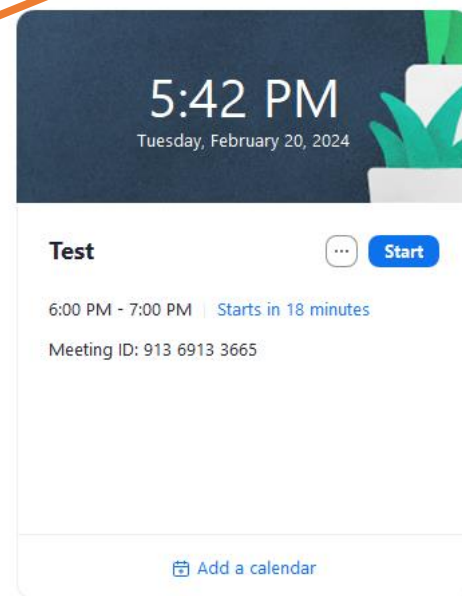 5:42 PM
Tuesday, February 20, 2024
Test
... Start
6:00 PM - 7:00 PM | Starts in 18 minutes
Meeting ID: 913 6913 3665
Add a calendar